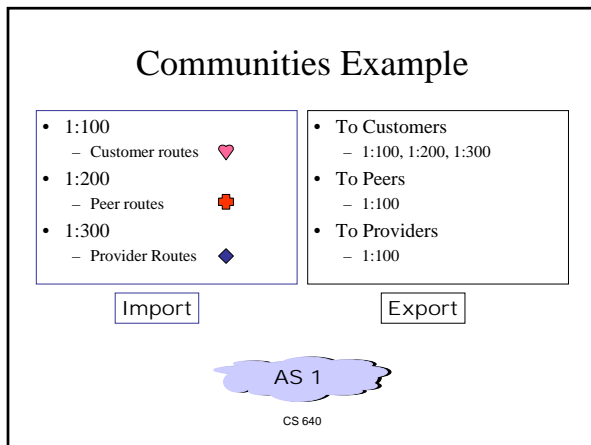 Communities Example
• 1:100
– Customer routes
• 1:200
– Peer routes
• 1:300
– Provider Routes
Import
• To Customers
– 1:100, 1:200, 1:300
• To Peers
– 1:100
• To Providers
– 1:100
Export
AS 1
CS 640